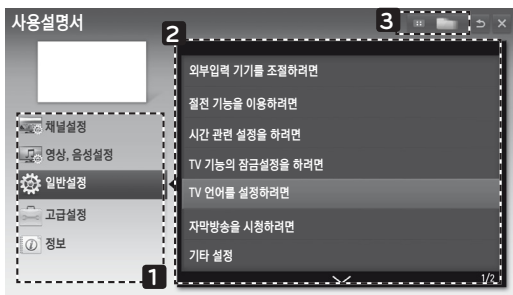 사용설명서
3
2
외부입력 기기를 조절하려면
절전 기능을 이용하려면
시간 관련 설정을 하려면
TV 기능의 잠금설정을 하려면
TV 언어를 설정하려면
자막방송을 시청하려면
기타 설정
1/2
채널설정
영상, 음성설정
일반설정
고급설정
정보
1